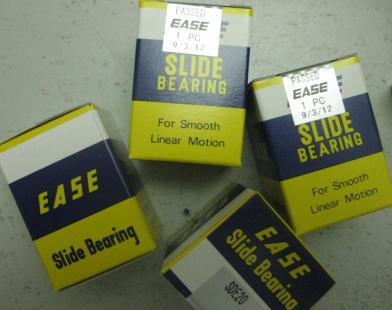 PASSED
EASE
1 PC
9/3/12
SLIDE
BEARING
For Smooth
Linear Motion
PASSED
EASE
1 PC
9/3/12
SLIDE
BEARING
For Smooth
Linear Motion
EASE
Slide Bearing
EASE
Slide Bearing
SDE20